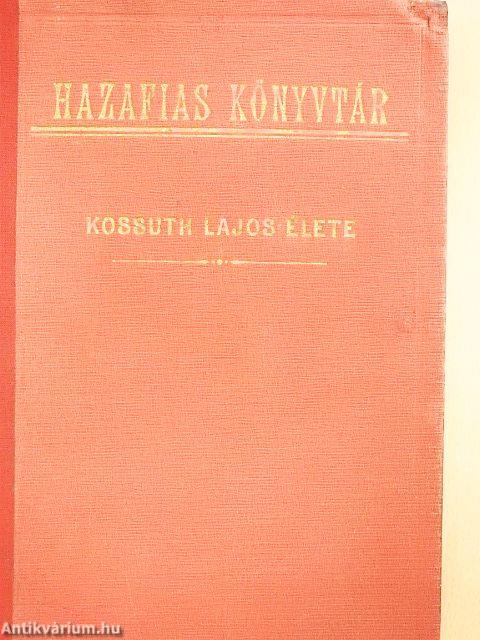 HAZAFIAS KÖNYVTÁR
KOSSUTH LAJOS ÉLETE
Antikvárium.hu